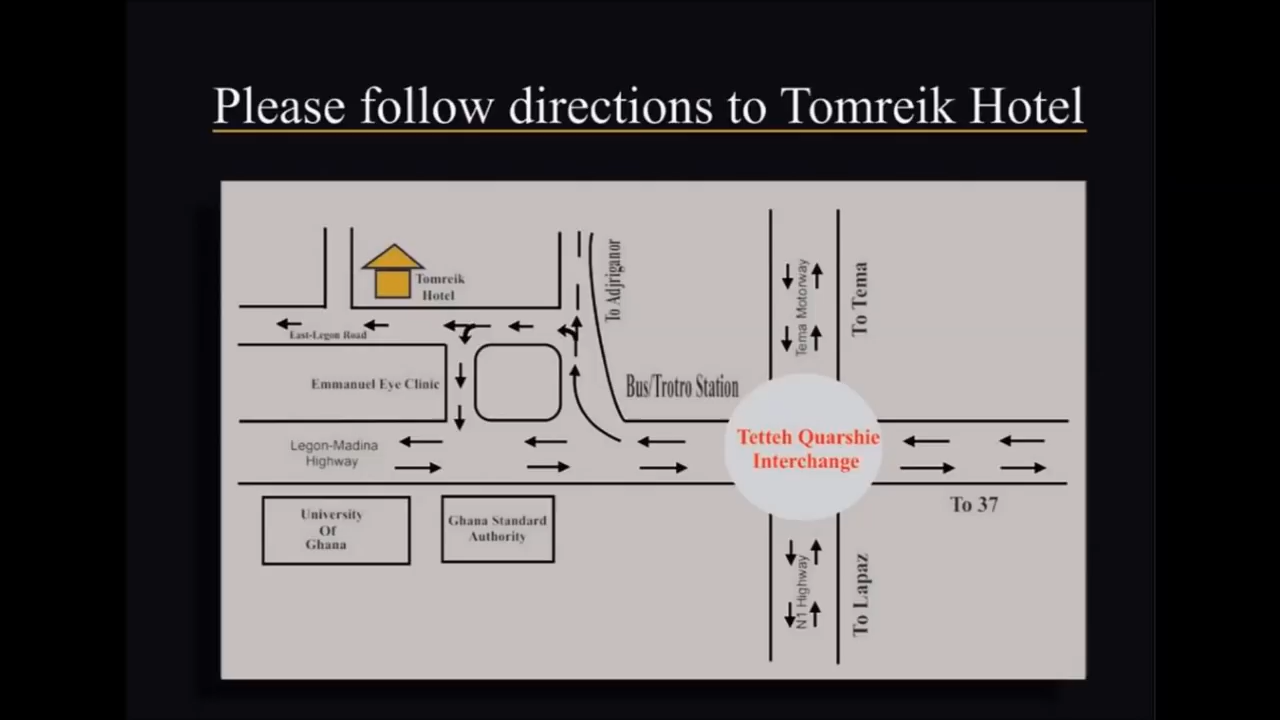 Please follow directions to Tomreik Hotel
To Adjriganor
Tema Motorway
To Tema
Tomreik
Hotel
East-Legon Road
Emmanuel Eye Clinic
Bus/Trotro Station
Legon-Madina
Highway
Tetteh Quarshie
Interchange
To 37
University
Of
Ghana
Ghana Standard
Authority
N1 Highway
To Lapaz